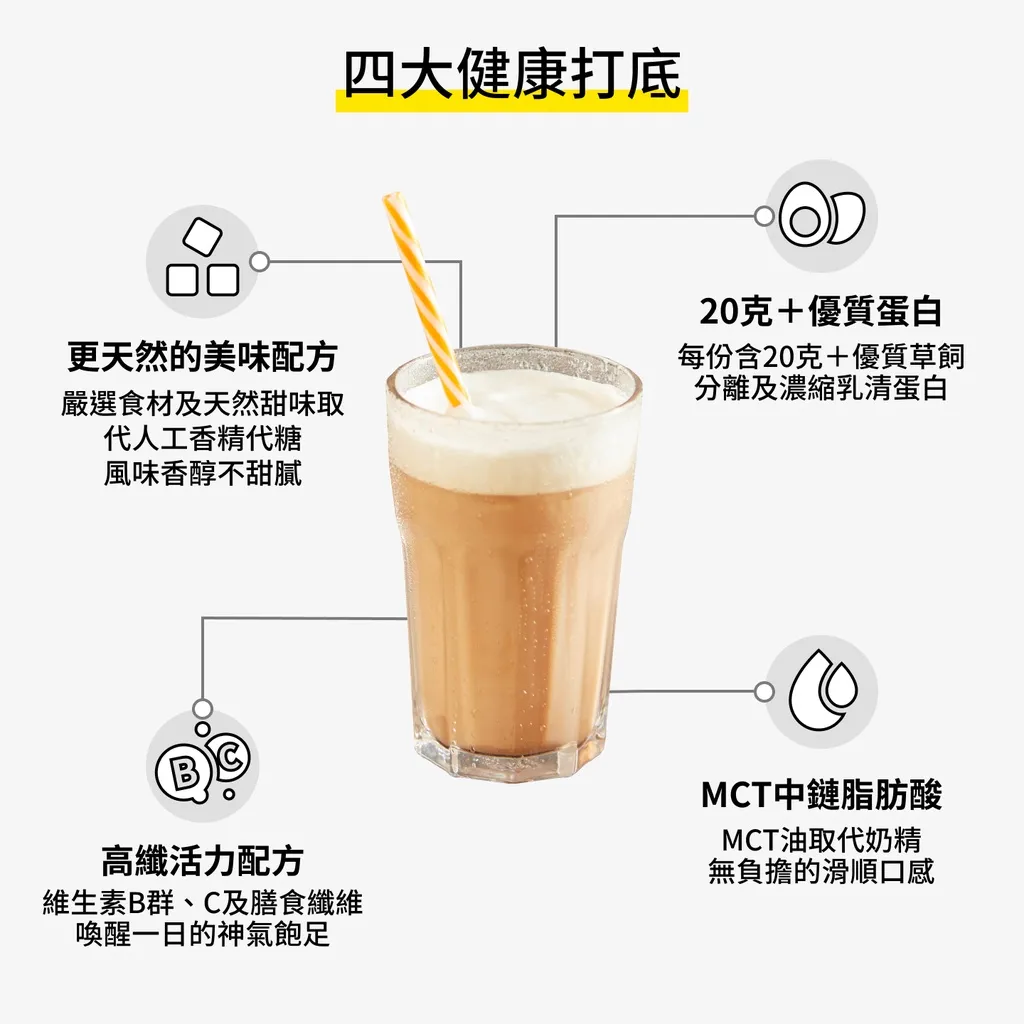 四大健康打底
更天然的美味配方
嚴選食材及天然甜味取
代人工香精代糖
風味香醇不甜膩
20克＋優質蛋白
每份含20克＋優質草飼
分離及濃縮乳清蛋白
B C
高纖活力配方
維生素B群、C及膳食纖維
喚醒一日的神氣飽足
MCT中鏈脂肪酸
MCT油取代奶精
無負擔的滑順口感